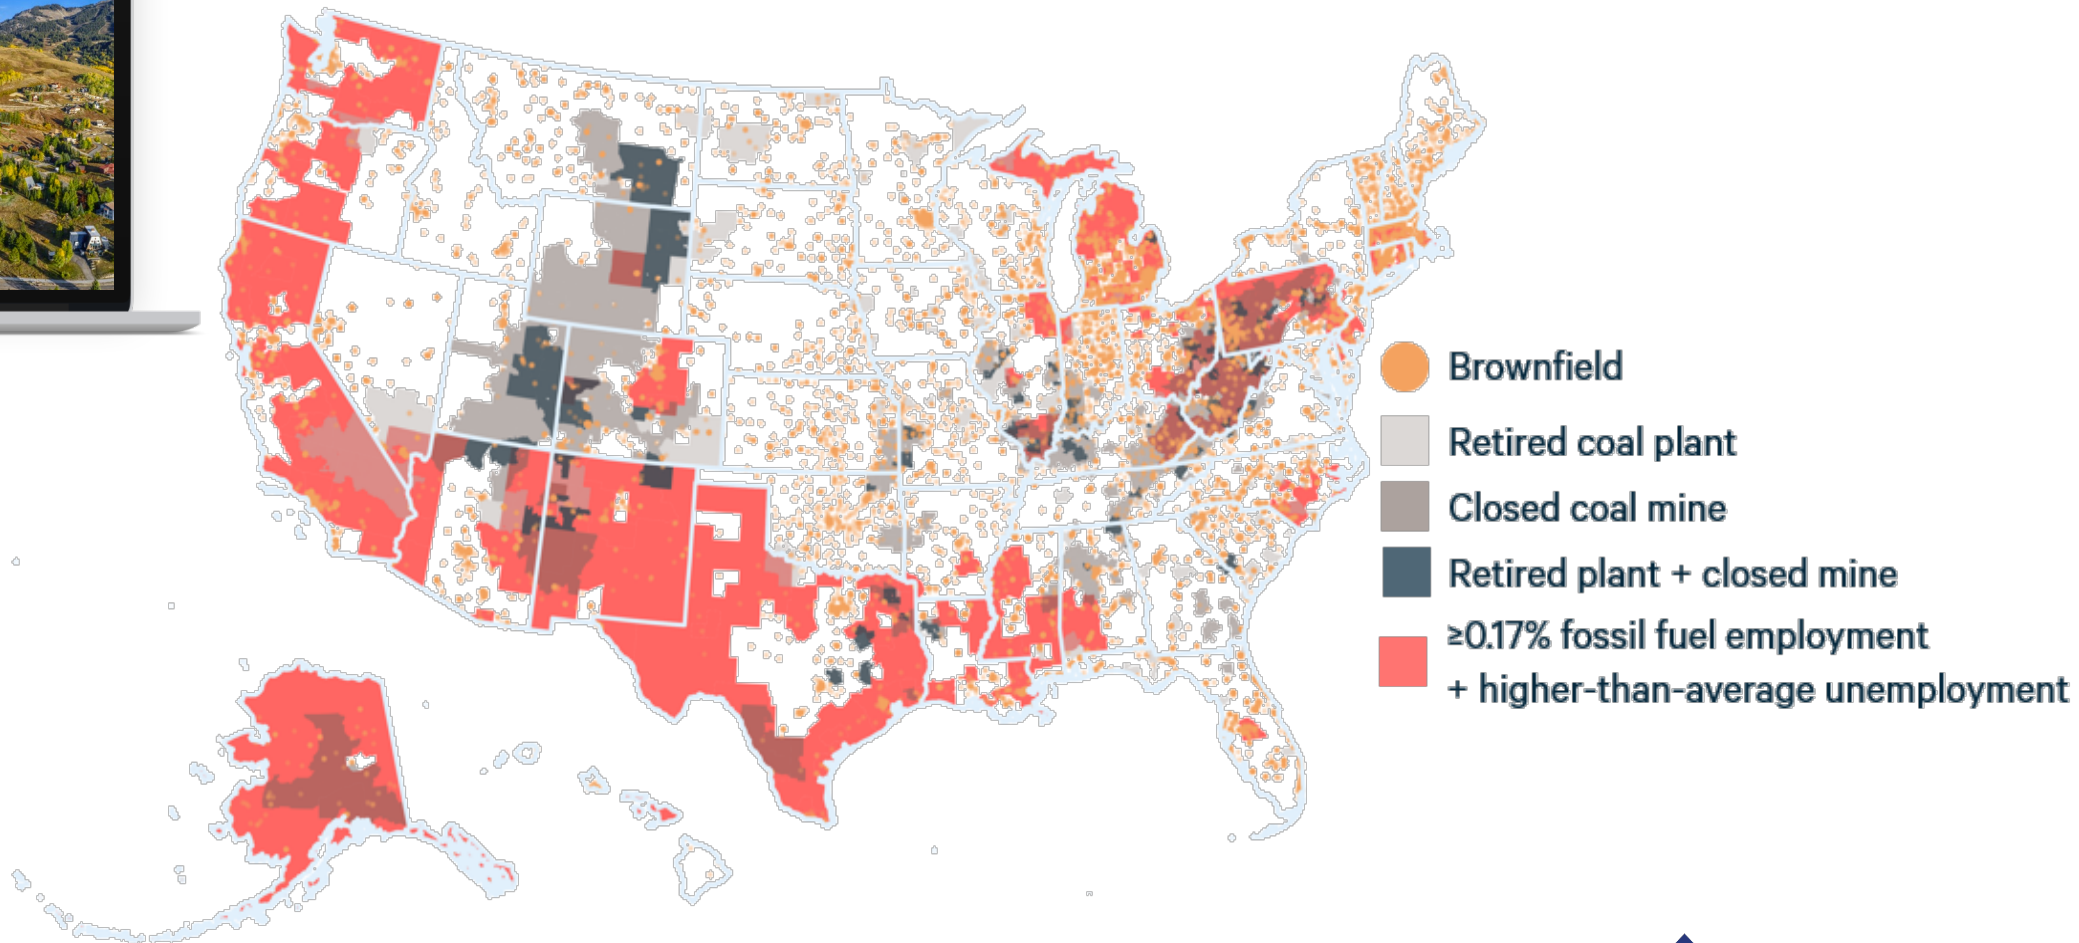 Brownfield
Retired coal plant
Closed coal mine
Retired plant + closed mine
≥0.17% fossil fuel employment
+ higher-than-average unemployment